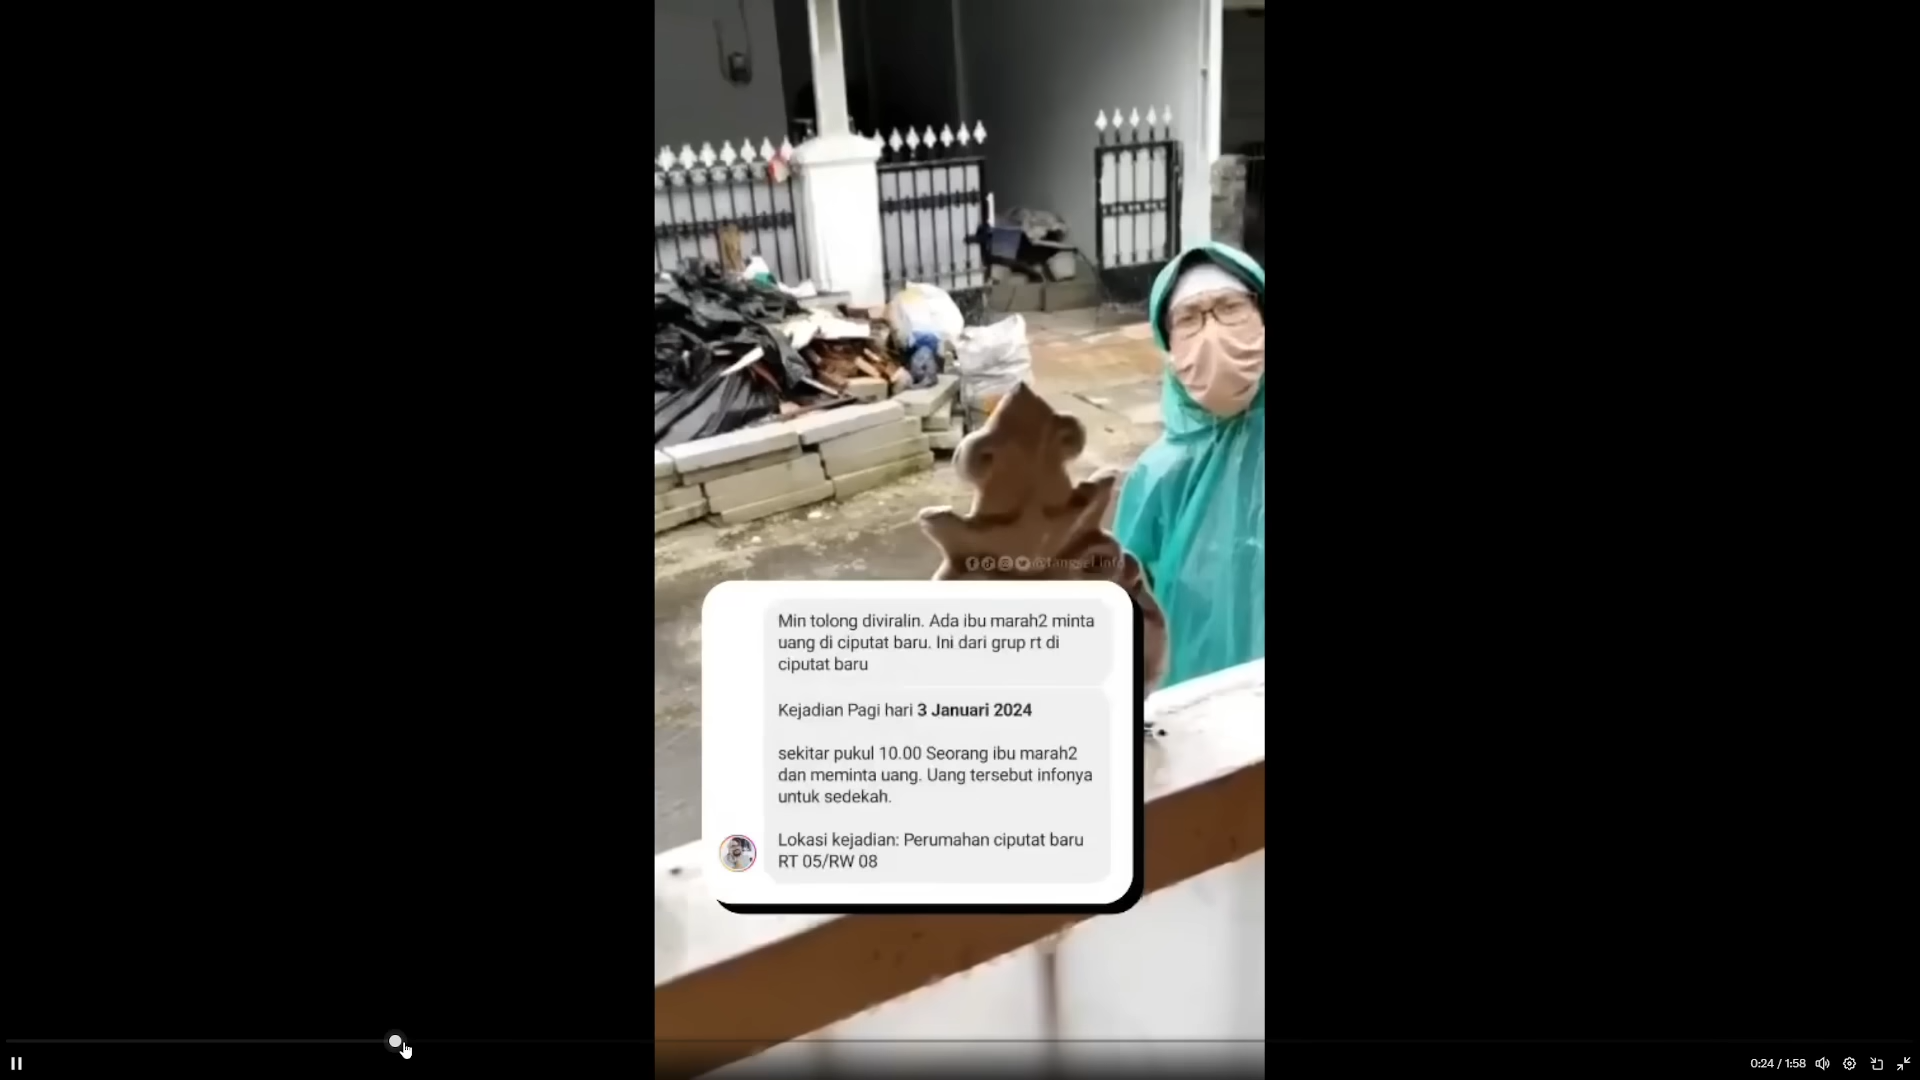 @tangsel.info
Min tolong diviralin. Ada ibu marah2 minta
uang di ciputat baru. Ini dari grup rt di
ciputat baru
Kejadian Pagi hari 3 Januari 2024
sekitar pukul 10.00 Seorang ibu marah2
dan meminta uang. Uang tersebut infonya
untuk sedekah.
Lokasi kejadian: Perumahan ciputat baru
RT 05/RW 08
0:24 / 1:58